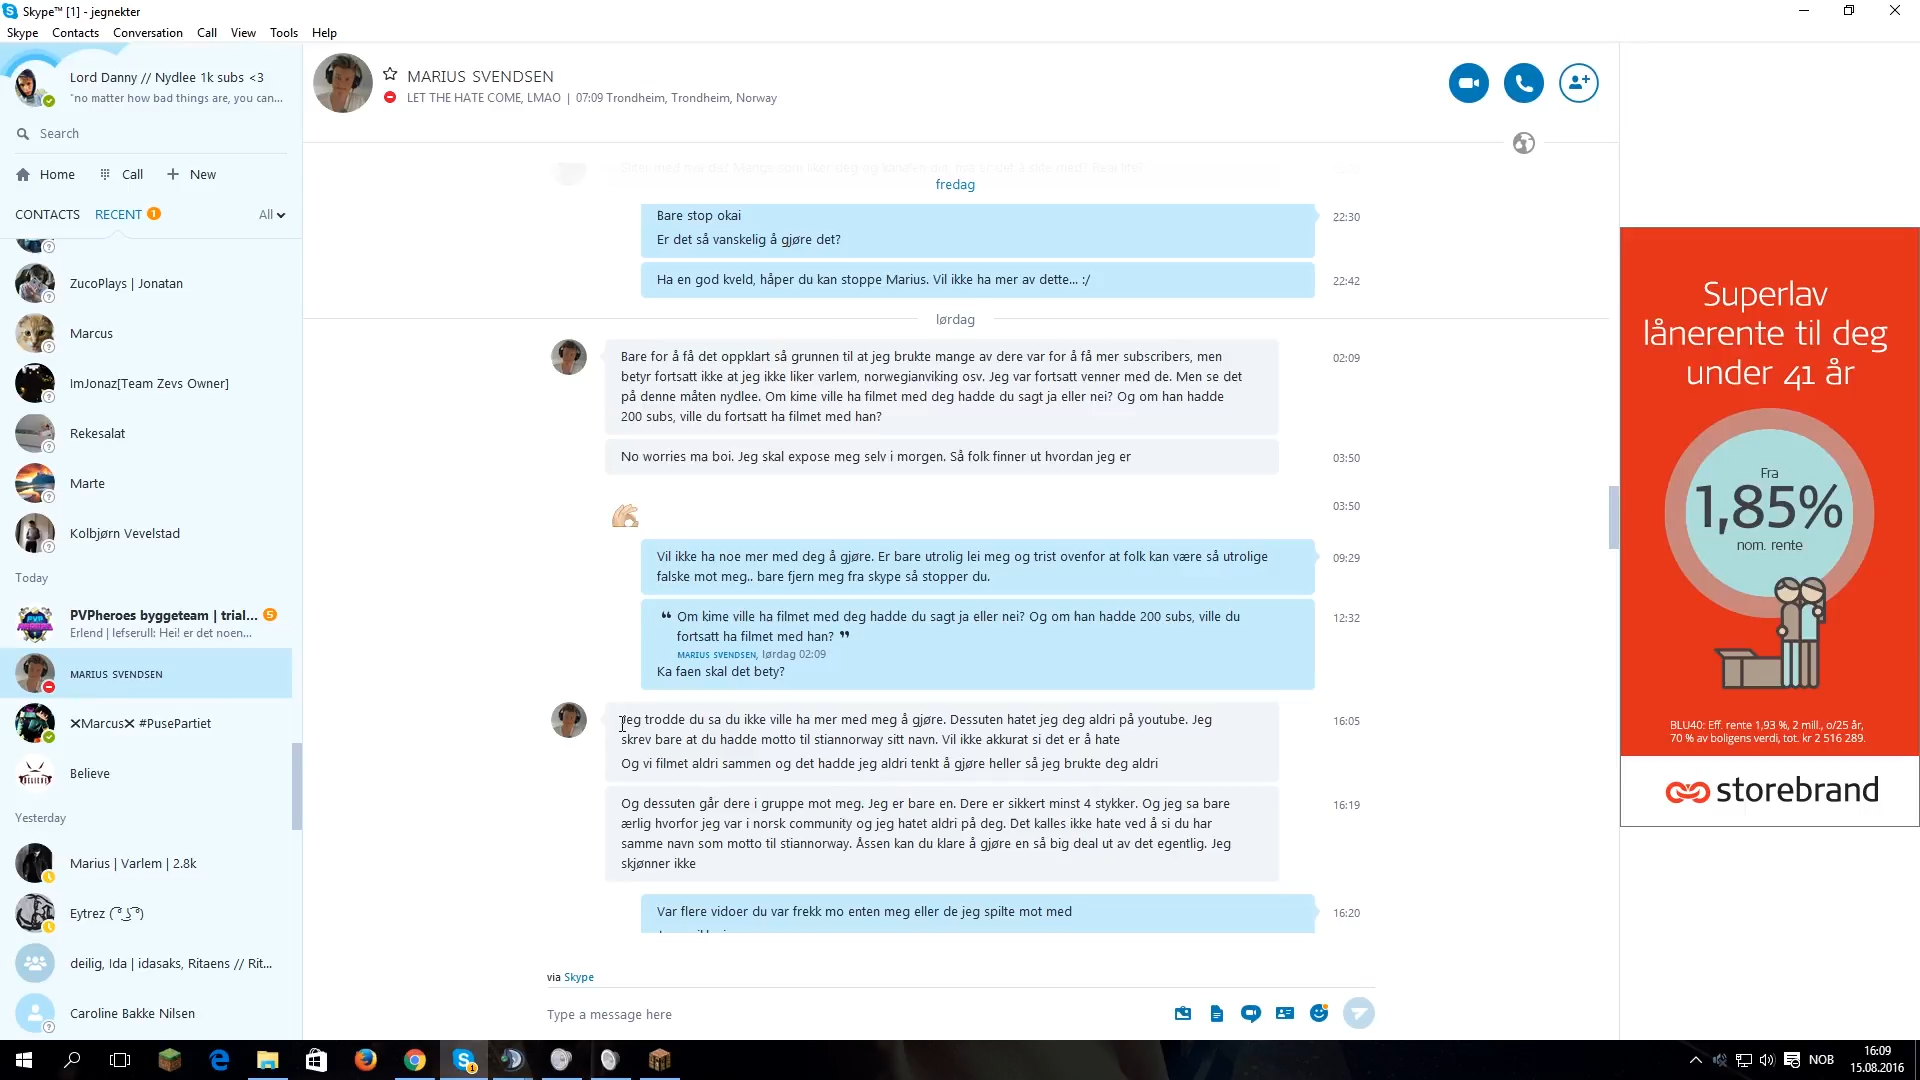 Skype™ [1] - jegnekter
Skype Contacts Conversation Call View Tools Help
Lord Danny // Nydlee 1k subs <3
"no matter how bad things are, you can...
Search
Home Call New
CONTACTS RECENT 1 All
ZucoPlays | Jonatan
Marcus
ImJonaz[Team Zevs Owner]
Rekesalat
Marte
Kolbjørn Vevelstad
Today
PVPheroes byggeteam | trial... 5
Erlend | lefserull: Hei! er det noen...
MARIUS SVENDSEN
❌Marcus❌ #PusePartiet
Believe
Yesterday
Marius | Varlem | 2.8k
Eytrez ( ͡° ͜ʖ ͡°)
deilig, Ida | idasaks, Ritaens // Rit...
Caroline Bakke Nilsen
MARIUS SVENDSEN
LET THE HATE COME, LMAO | 07:09 Trondheim, Trondheim, Norway
fredag
Bare stop okai 22:30
Er det så vanskelig å gjøre det?
Ha en god kveld, håper du kan stoppe Marius. Vil ikke ha mer av dette... :/ 22:42
lørdag
Bare for å få det oppklart så grunnen til at jeg brukte mange av dere var for å få mer subscribers, men 02:09
betyr fortsatt ikke at jeg ikke liker varlem, norwegianviking osv. Jeg var fortsatt venner med de. Men se det
på denne måten nydlee. Om kime ville ha filmet med deg hadde du sagt ja eller nei? Og om han hadde
200 subs, ville du fortsatt ha filmet med han?
No worries ma boi. Jeg skal expose meg selv i morgen. Så folk finner ut hvordan jeg er 03:50
03:50
Vil ikke ha noe mer med deg å gjøre. Er bare utrolig lei meg og trist ovenfor at folk kan være så utrolige 09:29
falske mot meg.. bare fjern meg fra skype så stopper du.
❝ Om kime ville ha filmet med deg hadde du sagt ja eller nei? Og om han hadde 200 subs, ville du 12:32
fortsatt ha filmet med han? ❞
MARIUS SVENDSEN, lørdag 02:09
Ka faen skal det bety?
Jeg trodde du sa du ikke ville ha mer med meg å gjøre. Dessuten hatet jeg deg aldri på youtube. Jeg 16:05
skrev bare at du hadde motto til stiannorway sitt navn. Vil ikke akkurat si det er å hate
Og vi filmet aldri sammen og det hadde jeg aldri tenkt å gjøre heller så jeg brukte deg aldri
Og dessuten går dere i gruppe mot meg. Jeg er bare en. Dere er sikkert minst 4 stykker. Og jeg sa bare 16:19
ærlig hvorfor jeg var i norsk community og jeg hatet aldri på deg. Det kalles ikke hate ved å si du har
samme navn som motto til stiannorway. Åssen kan du klare å gjøre en så big deal ut av det egentlig. Jeg
skjønner ikke
Var flere vidoer du var frekk mo enten meg eller de jeg spilte mot med 16:20
via Skype
Type a message here
Superlav
lånerente til deg
under 41 år
Fra
1,85%
nom. rente
BLU40: Eff. rente 1,93 %, 2 mill., o/25 år,
70 % av boligens verdi, tot. kr 2 516 289.
storebrand
NOB
16:09
15.08.2016